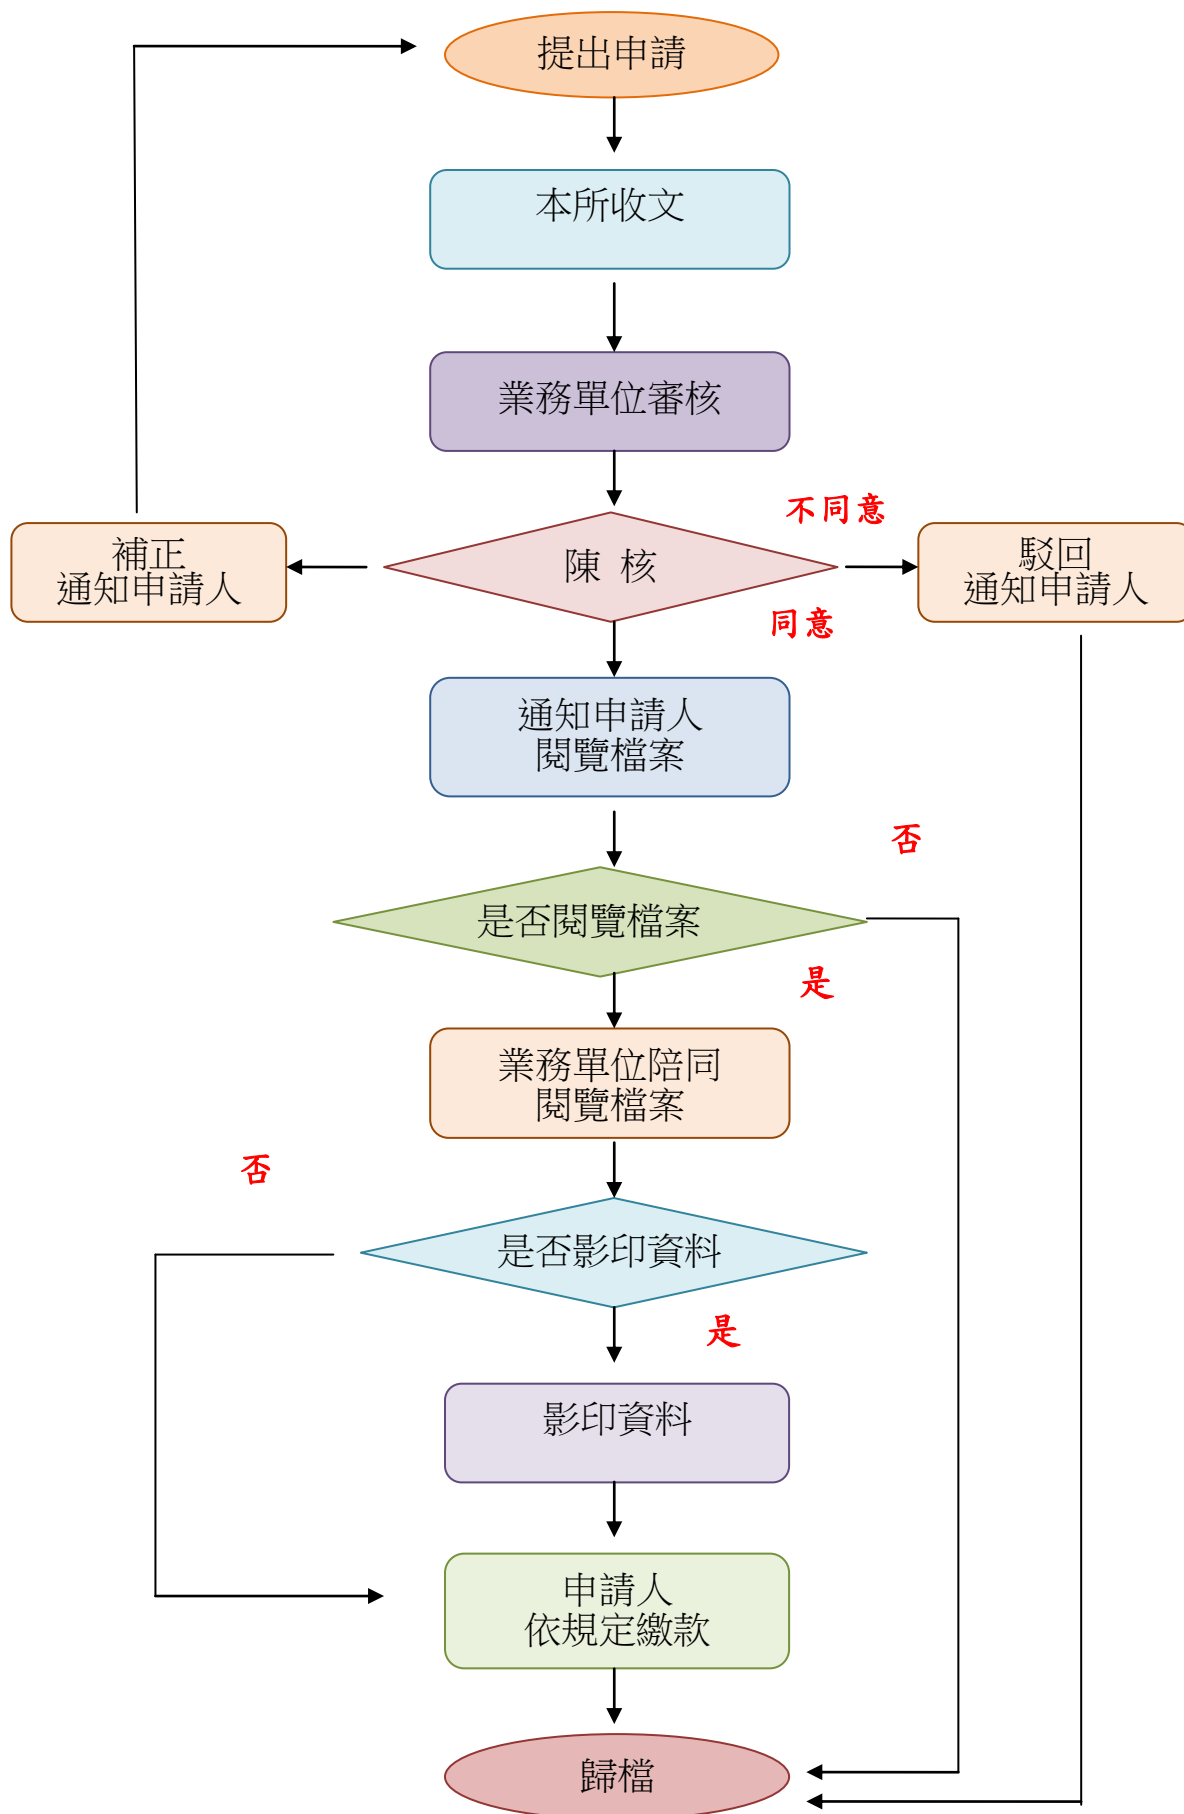 提出申請
本所收文
業務單位審核
不同意
補正
通知申請人
陳 核
駁回
通知申請人
同意
通知申請人
閱覽檔案
否
是否閱覽檔案
是
業務單位陪同
閱覽檔案
否
是否影印資料
是
影印資料
申請人
依規定繳款
歸檔